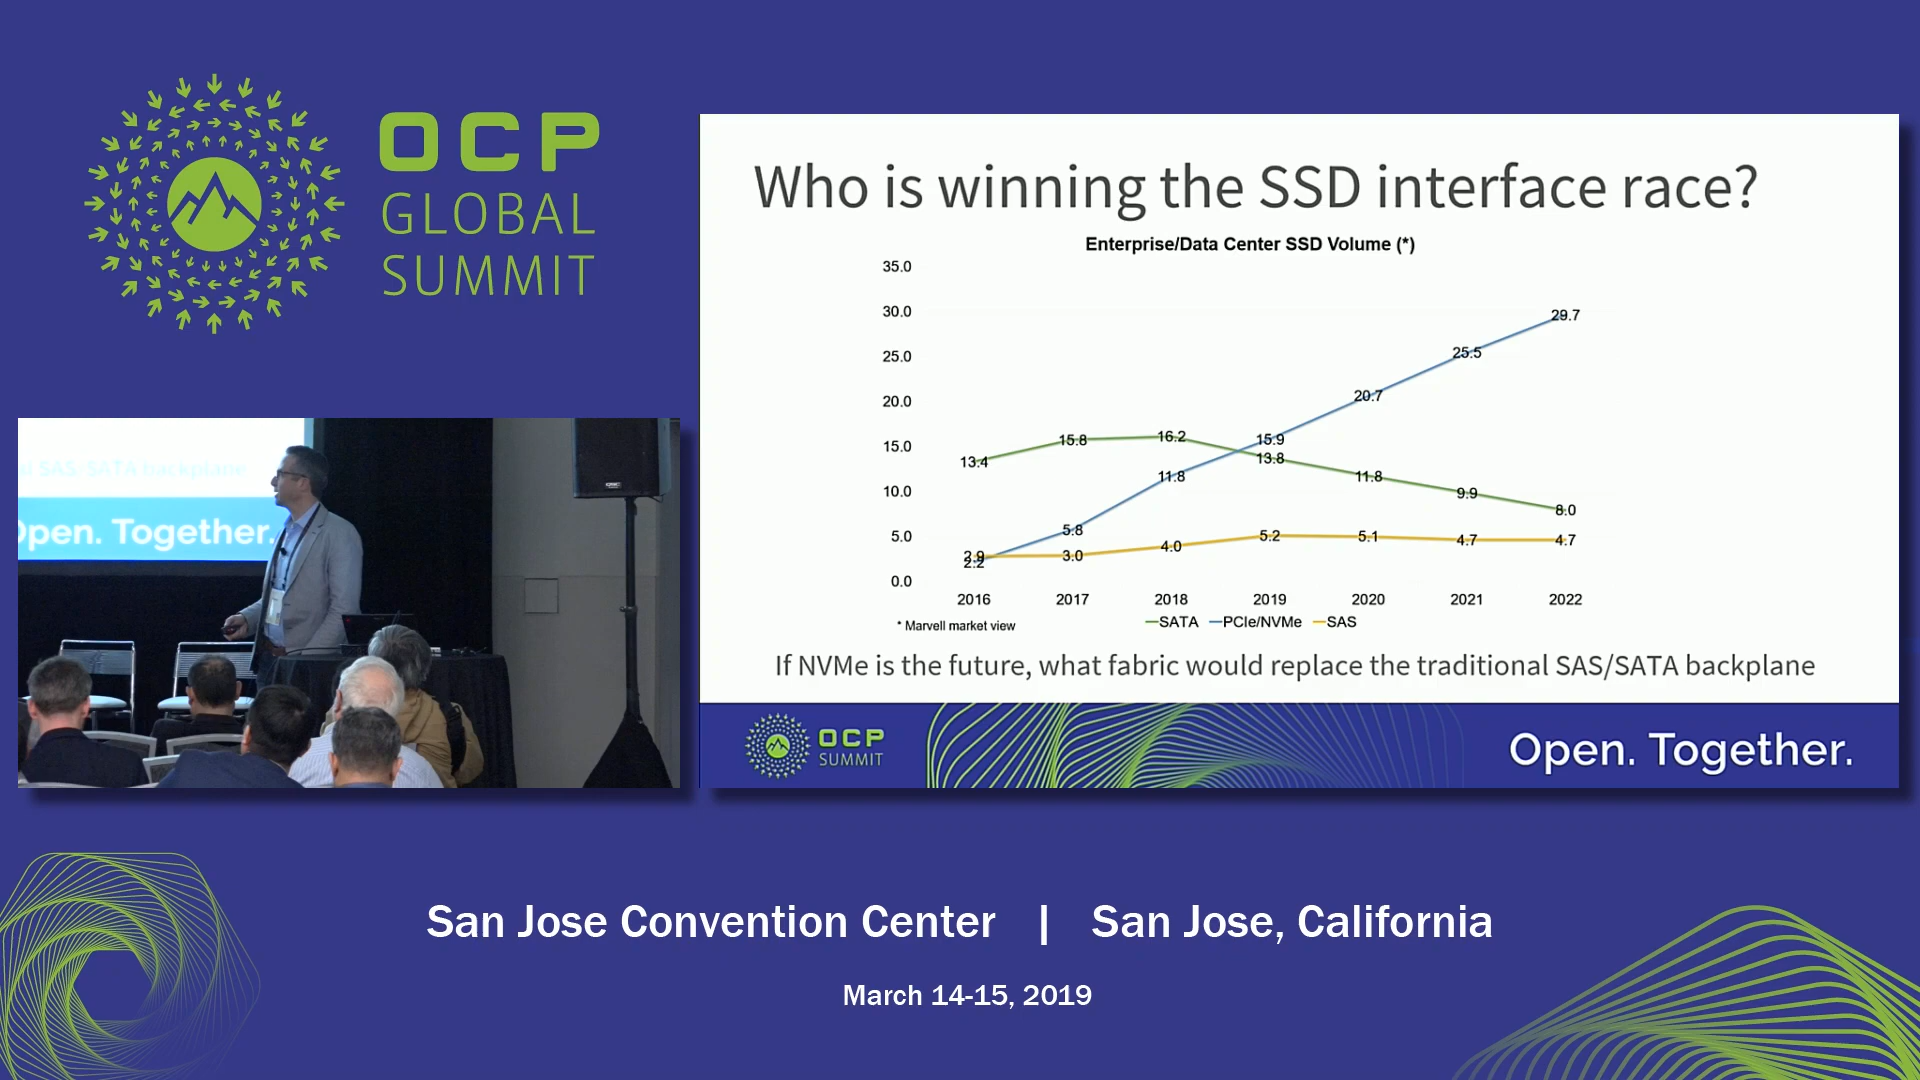 OCP
GLOBAL
SUMMIT
SAS-SATA backplane
Open. Together.
Who is winning the SSD interface race?
Enterprise/Data Center SSD Volume (*)
35.0
30.0
25.0
20.0
15.0
10.0
5.0
0.0
13.4
15.8
16.2
13.8
11.8
9.9
8.0
2.2
5.8
11.8
15.9
20.7
25.5
29.7
2.9
3.0
4.0
5.2
5.1
4.7
4.7
2016 2017 2018 2019 2020 2021 2022
* Marvell market view
SATA PCIe/NVMe SAS
If NVMe is the future, what fabric would replace the traditional SAS/SATA backplane
OCP
SUMMIT
Open. Together.
San Jose Convention Center | San Jose, California
March 14-15, 2019